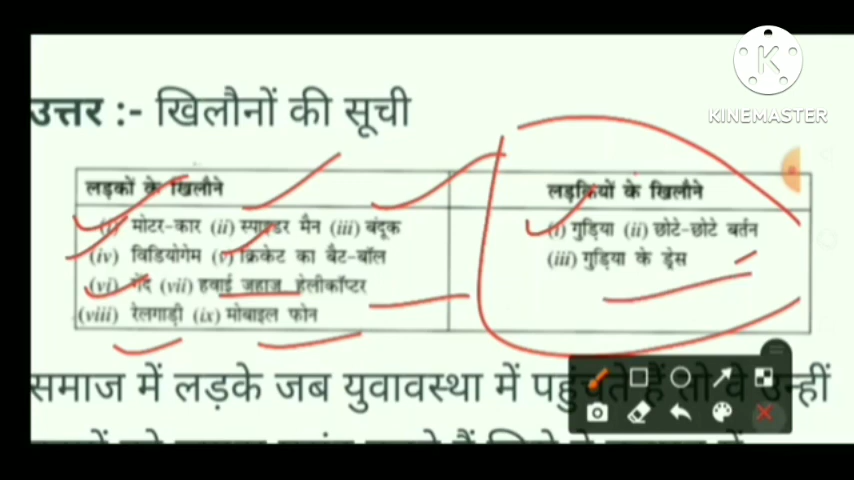 KINEMASTER
उत्तर :- खिलौनों की सूची
लड़कों के खिलौने
(i) मोटर-कार (ii) स्पाइडर मैन (iii) बंदूक
(iv) विडियोगेम (v) क्रिकेट का बैट-बॉल
(vi) गेंद (vii) हवाई जहाज हेलीकॉप्टर
(viii) रेलगाड़ी (ix) मोबाइल फोन
लड़कियों के खिलौने
(i) गुड़िया (ii) छोटे-छोटे बर्तन
(iii) गुड़िया के ड्रेस
समाज में लड़के जब युवावस्था में पहुंचते हैं तो वे उन्हीं